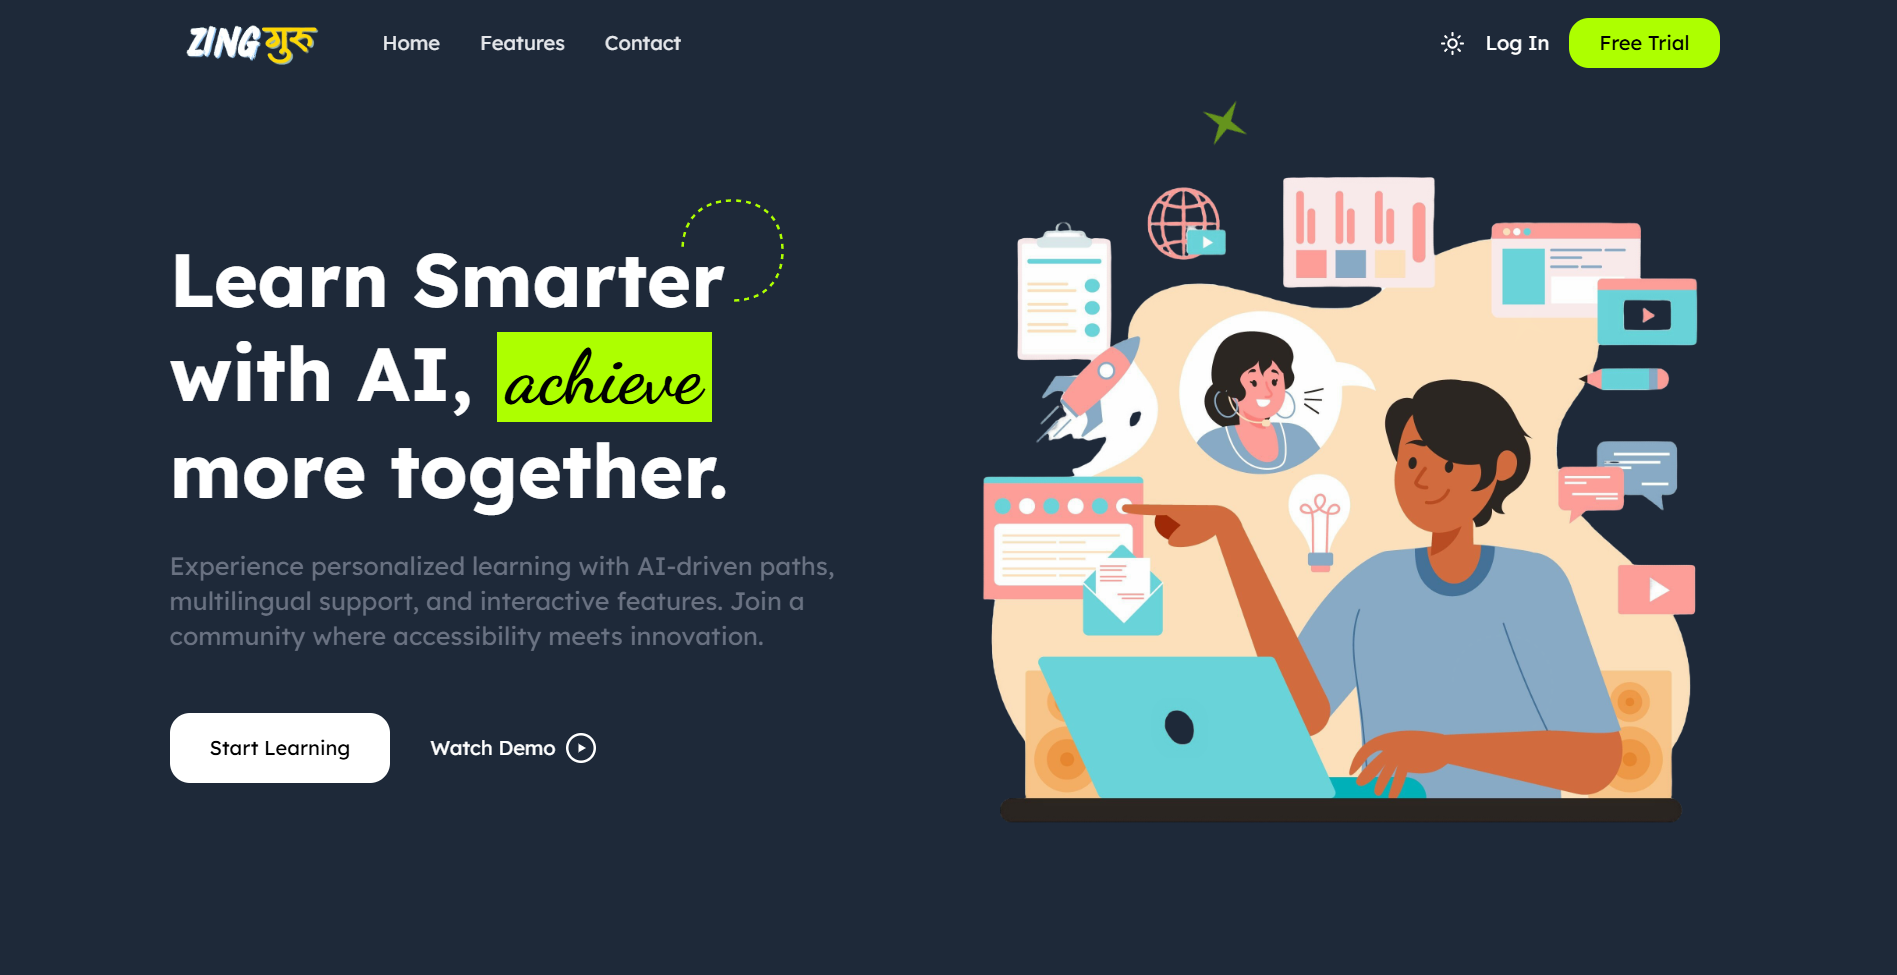 ZING गुरु
Home
Features
Contact
Log In
Free Trial
Learn Smarter
with AI, achieve
more together.
Experience personalized learning with AI-driven paths,
multilingual support, and interactive features. Join a
community where accessibility meets innovation.
Start Learning
Watch Demo